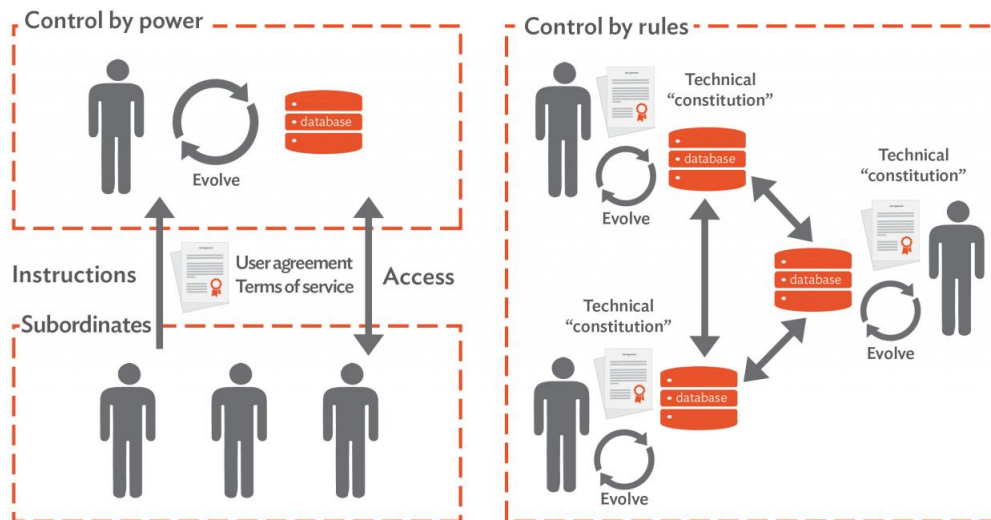 Control by power
database
Evolve
Instructions
User agreement
Terms of service
Access
Subordinates
Control by rules
Technical
“constitution”
database
Evolve
Technical
“constitution”
database
Evolve
Technical
“constitution”
database
Evolve